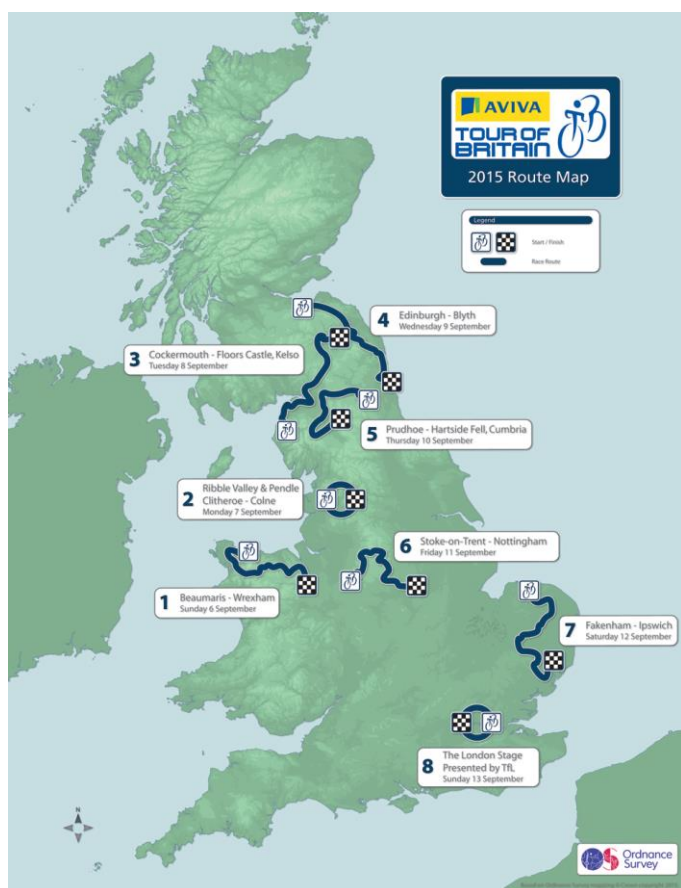 AVIVA
TOUR OF
BRITAIN
2015 Route Map
Legend
Start / Finish
Race Route
4
Edinburgh - Blyth
Wednesday 9 September
3
Cockermouth - Floors Castle, Kelso
Tuesday 8 September
5
Prudhoe - Hartside Fell, Cumbria
Thursday 10 September
2
Ribble Valley & Pendle
Clitheroe - Colne
Monday 7 September
6
Stoke-on-Trent - Nottingham
Friday 11 September
1
Beaumaris - Wrexham
Sunday 6 September
7
Fakenham - Ipswich
Saturday 12 September
8
The London Stage
Presented by TfL
Sunday 13 September
Ordnance
Survey